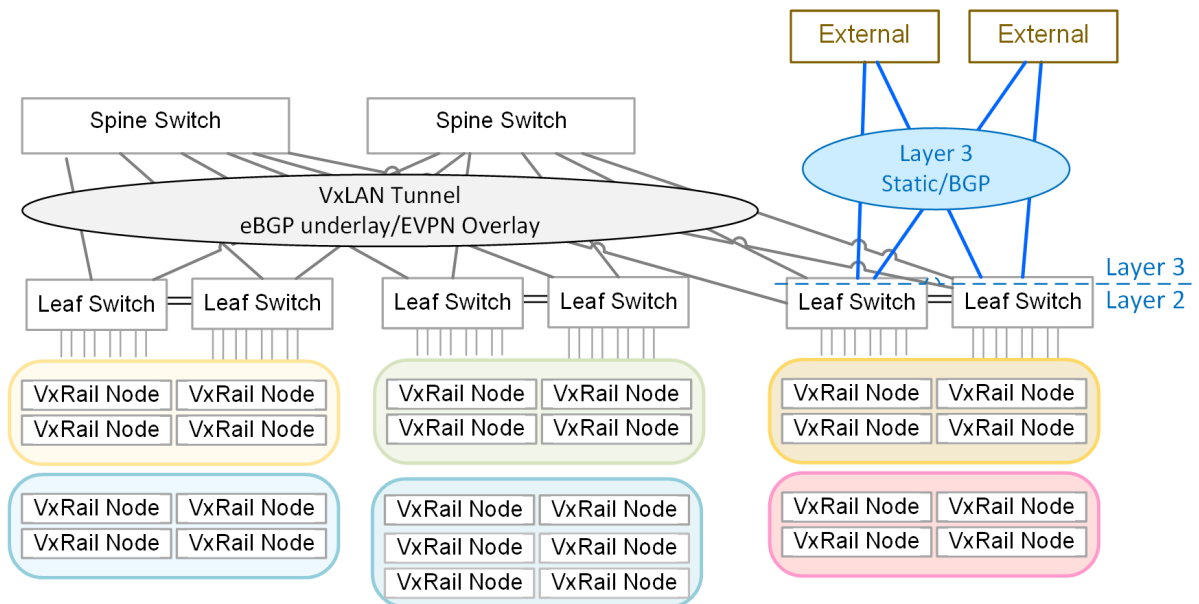 External External
Spine Switch Spine Switch
Layer 3
Static/BGP
VxLAN Tunnel
eBGP underlay/EVPN Overlay
Layer 3
Layer 2
Leaf Switch Leaf Switch Leaf Switch Leaf Switch Leaf Switch Leaf Switch
VxRail Node VxRail Node VxRail Node VxRail Node VxRail Node VxRail Node
VxRail Node VxRail Node VxRail Node VxRail Node VxRail Node VxRail Node
VxRail Node VxRail Node VxRail Node VxRail Node VxRail Node VxRail Node
VxRail Node VxRail Node VxRail Node VxRail Node VxRail Node VxRail Node
VxRail Node VxRail Node